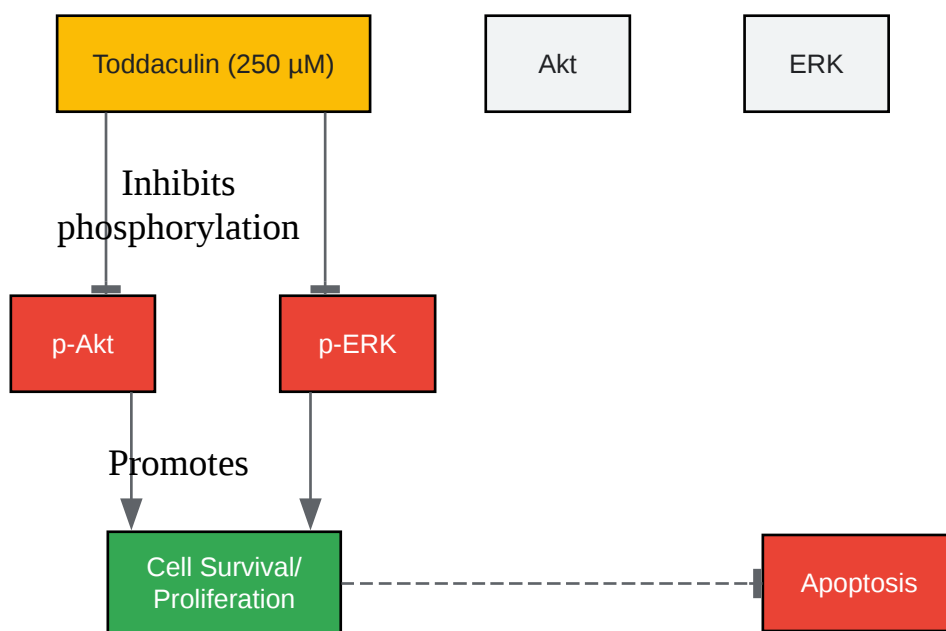 Toddaculin (250 µM)
Akt
ERK
Inhibits
phosphorylation
p-Akt
p-ERK
Promotes
Cell Survival/
Proliferation
Apoptosis